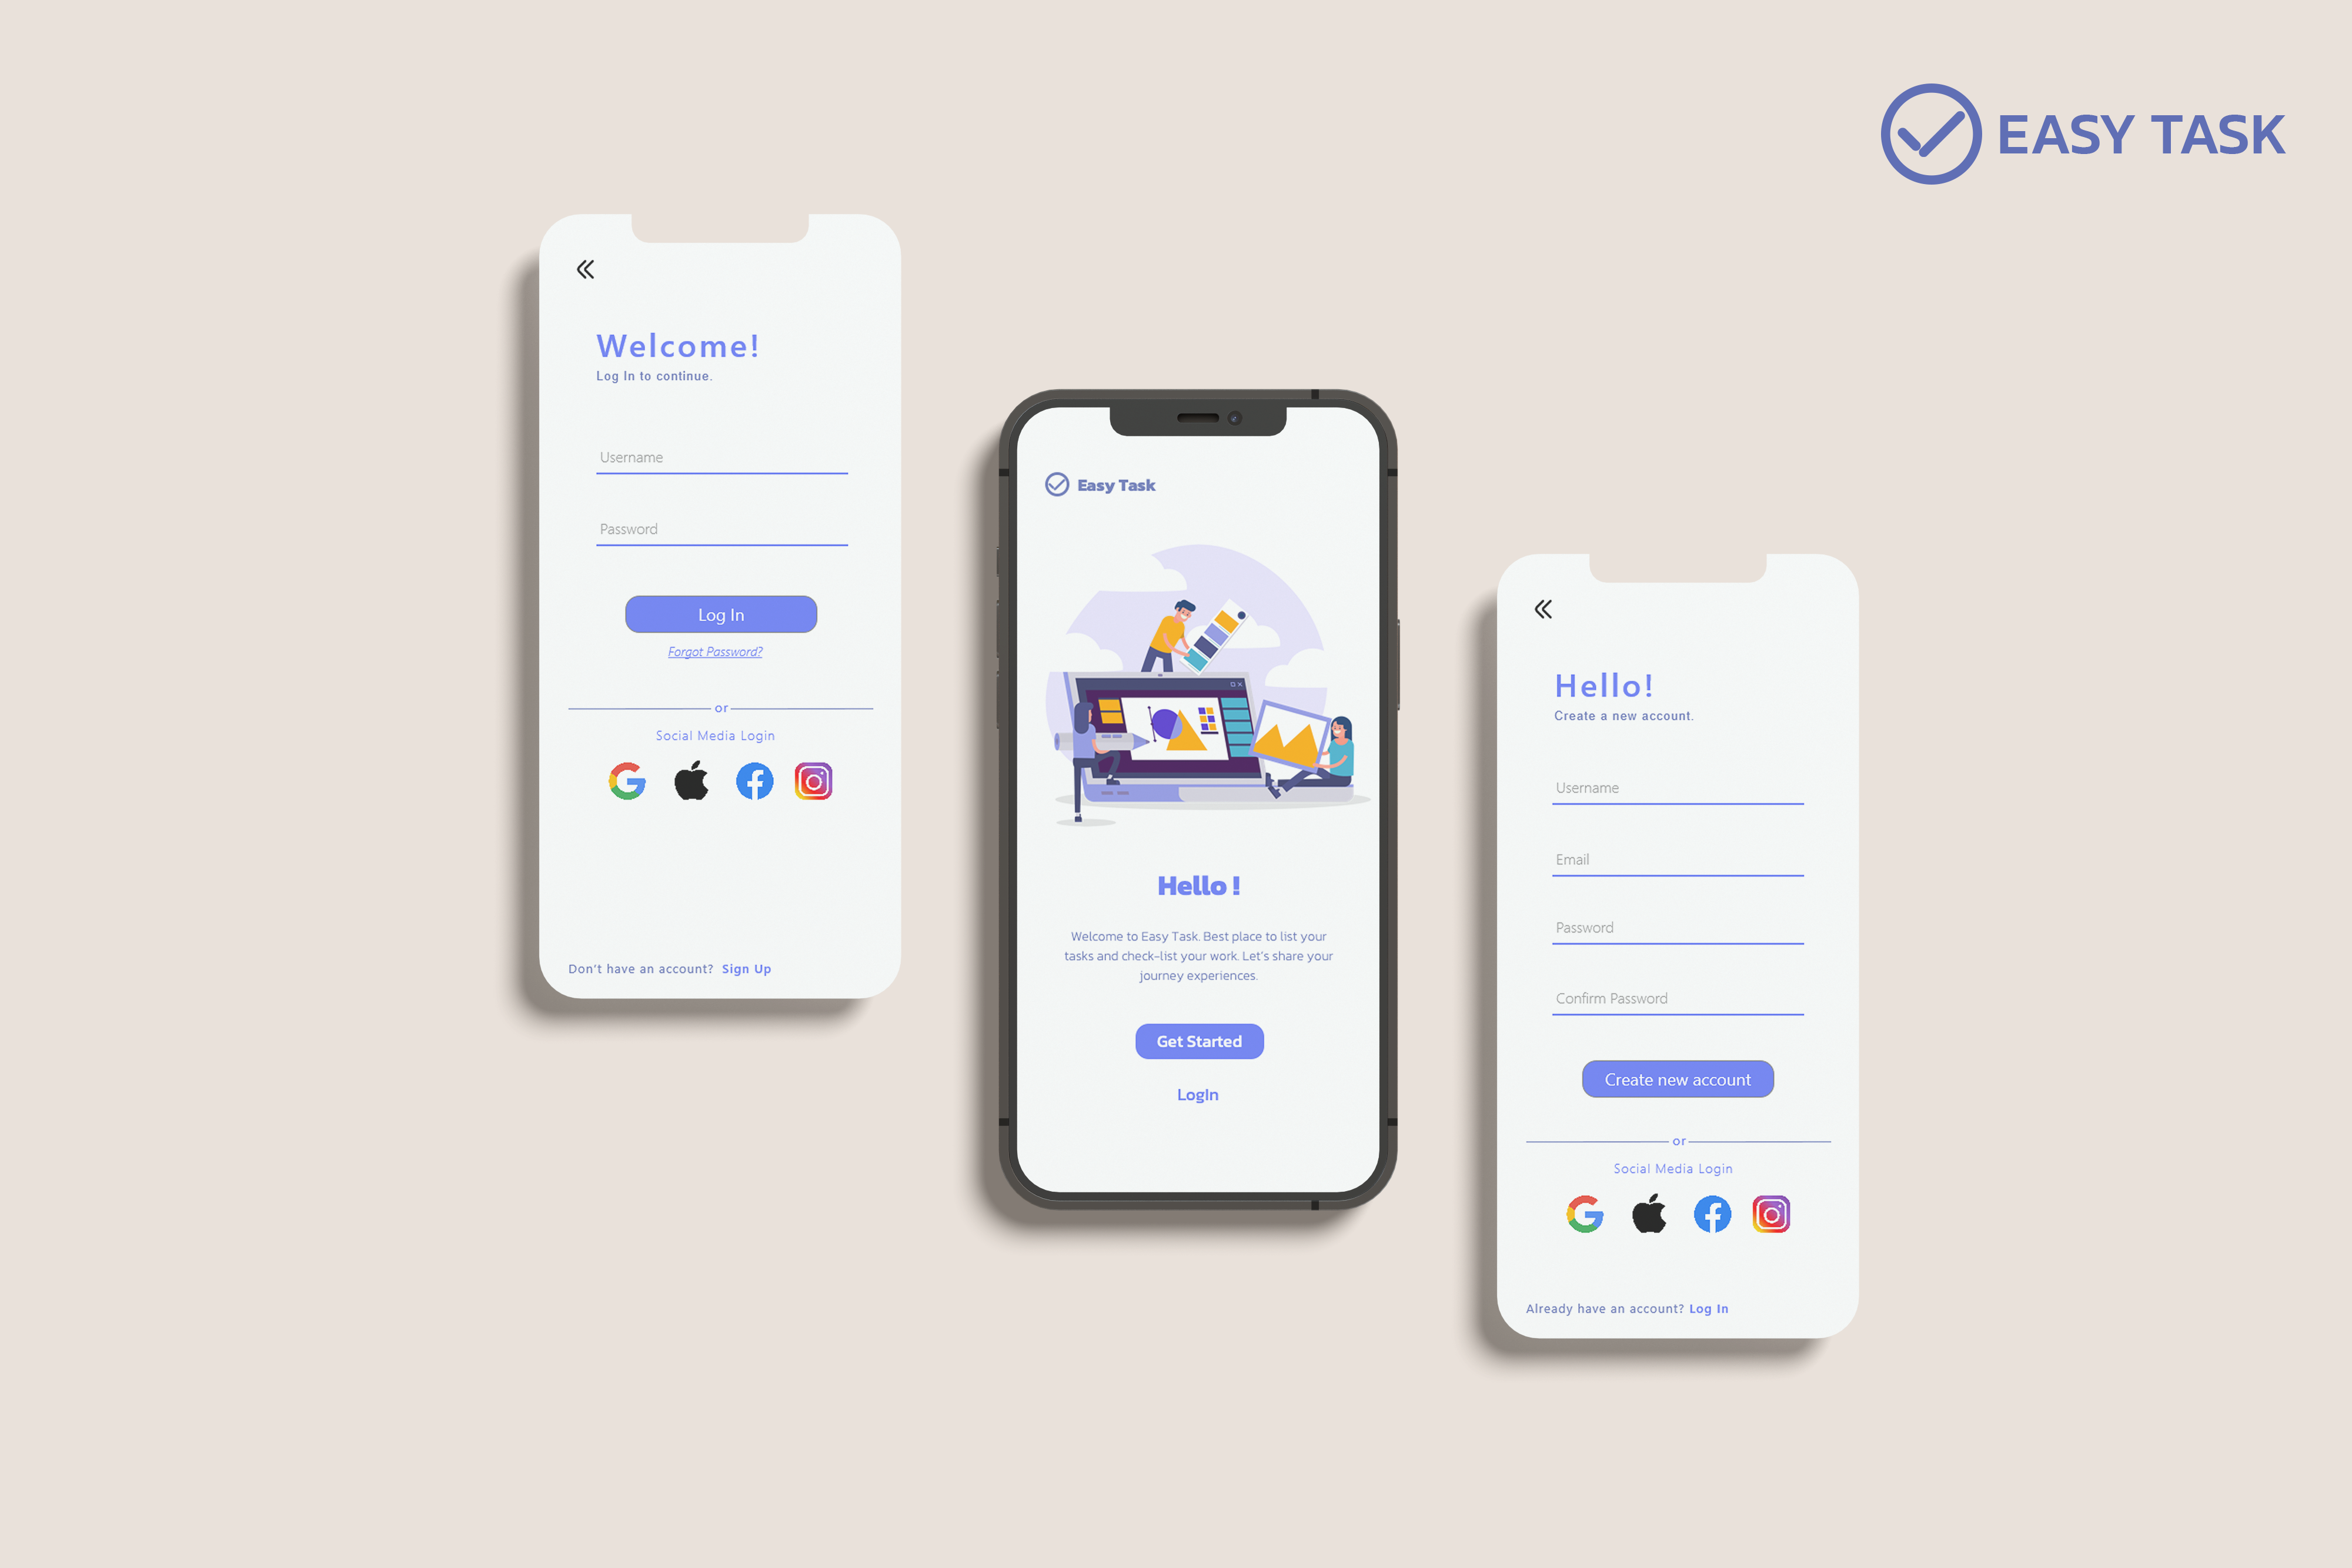 EASY TASK
Welcome!
Log In to continue.
Username
Password
Log In
Forgot Password?
or
Social Media Login
Don't have an account? Sign Up
Easy Task
Hello !
Welcome to Easy Task. Best place to list your
tasks and check-list your work. Let's share your
journey experiences.
Get Started
LogIn
Hello!
Create a new account.
Username
Email
Password
Confirm Password
Create new account
or
Social Media Login
Already have an account? Log In